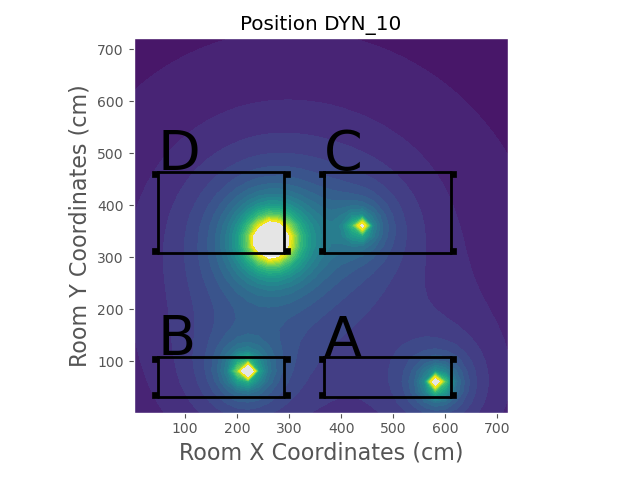 Position DYN_10
Room Y Coordinates (cm)
700
600
500
400
300
200
100
D
C
B
A
100 200 300 400 500 600 700
Room X Coordinates (cm)